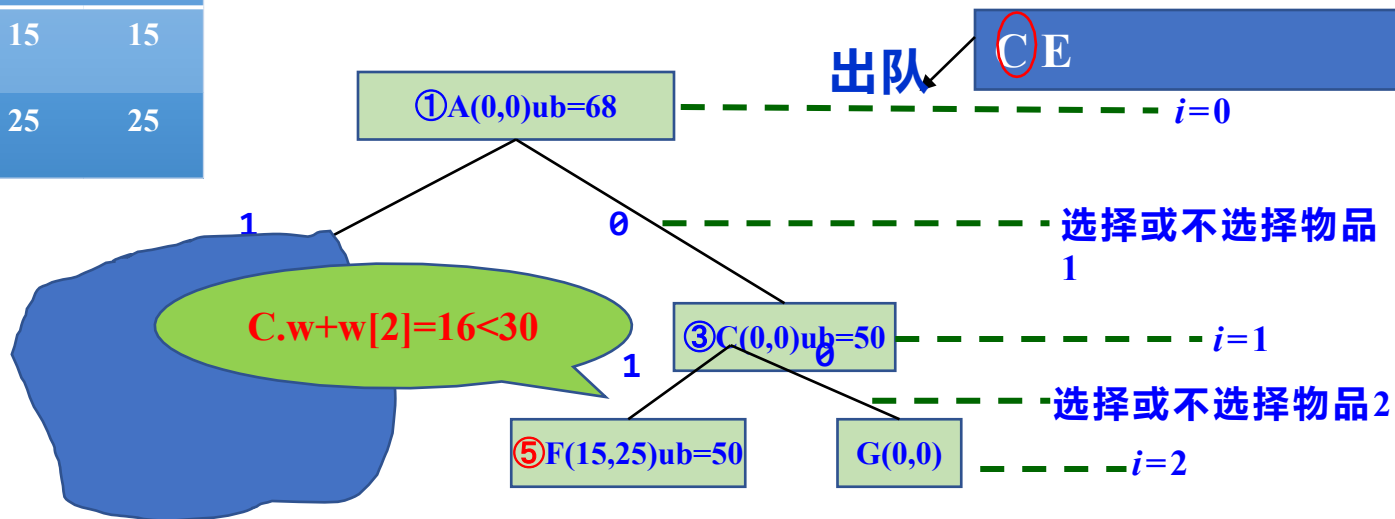 15 15
25 25
C E
出队
①A(0,0)ub=68
i=0
1
0
选择或不选择物品
1
C.w+w[2]=16<30
③C(0,0)ub=50
i=1
1
0
选择或不选择物品2
⑤F(15,25)ub=50
G(0,0)
i=2